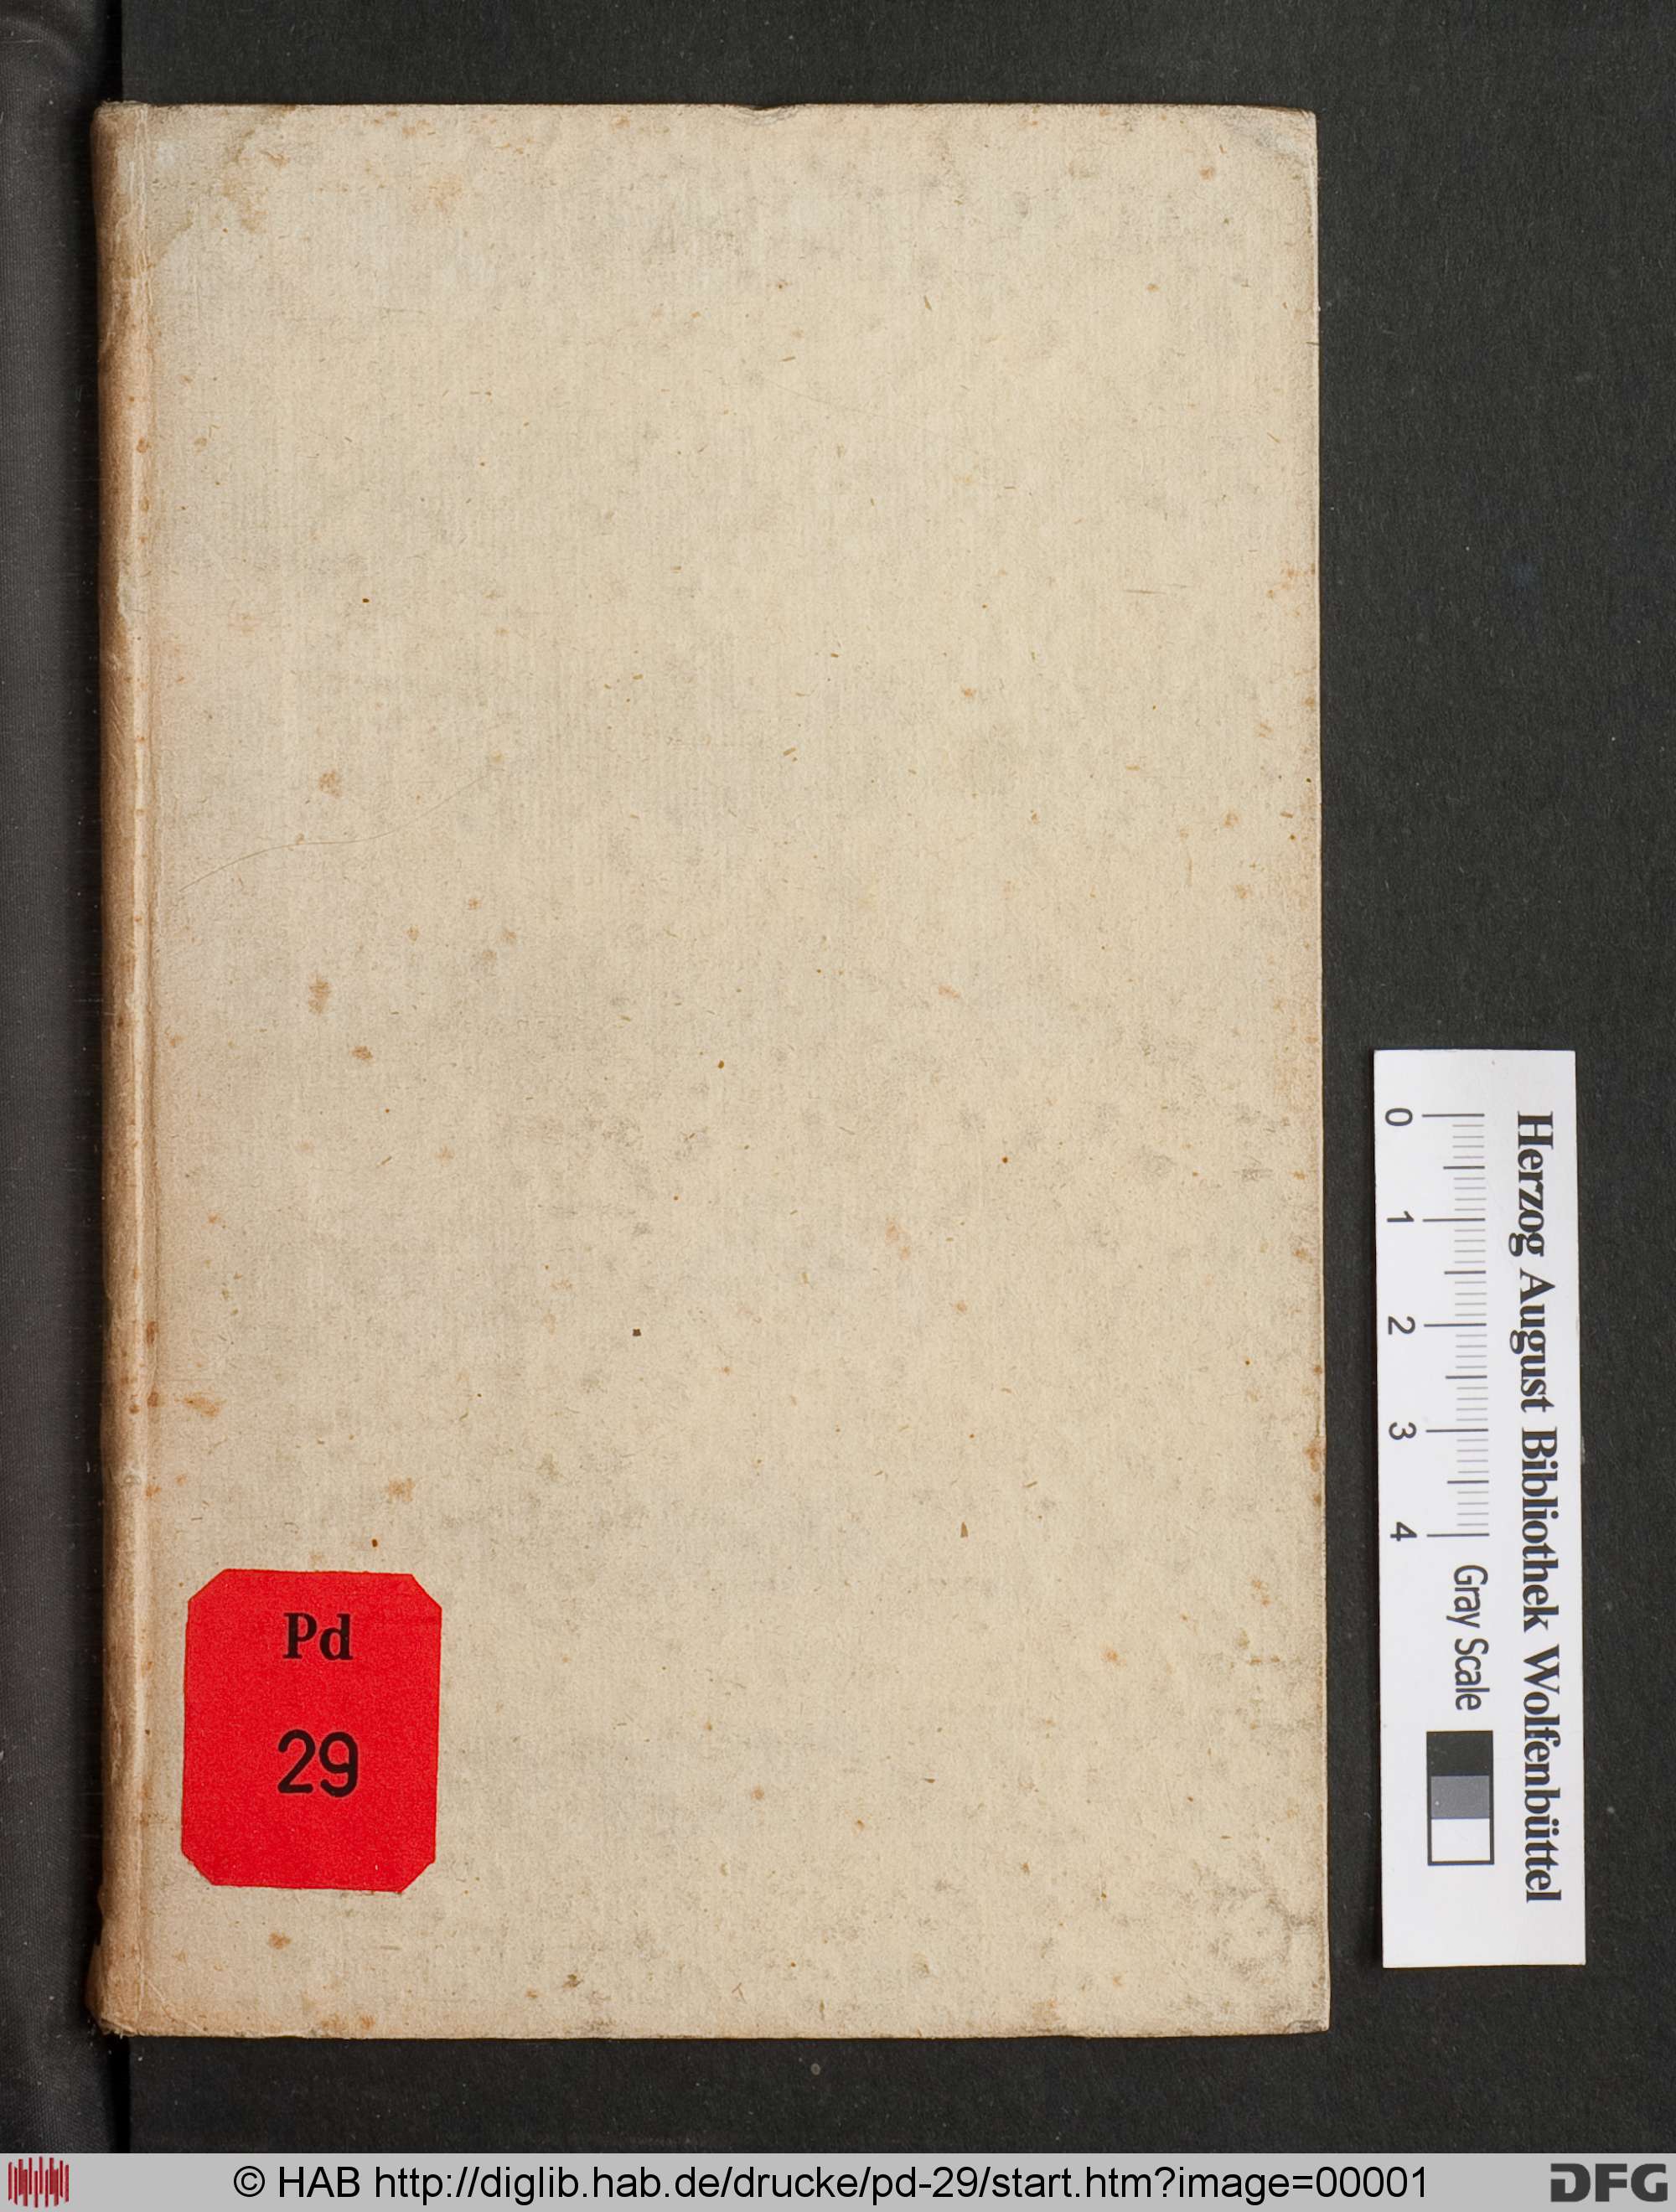 Pd
29
Herzog August Bibliothek Wolfenbüttel
0 1 2 3 4 Gray Scale
© HAB http://diglib.hab.de/drucke/pd-29/start.htm?image=00001
DFG